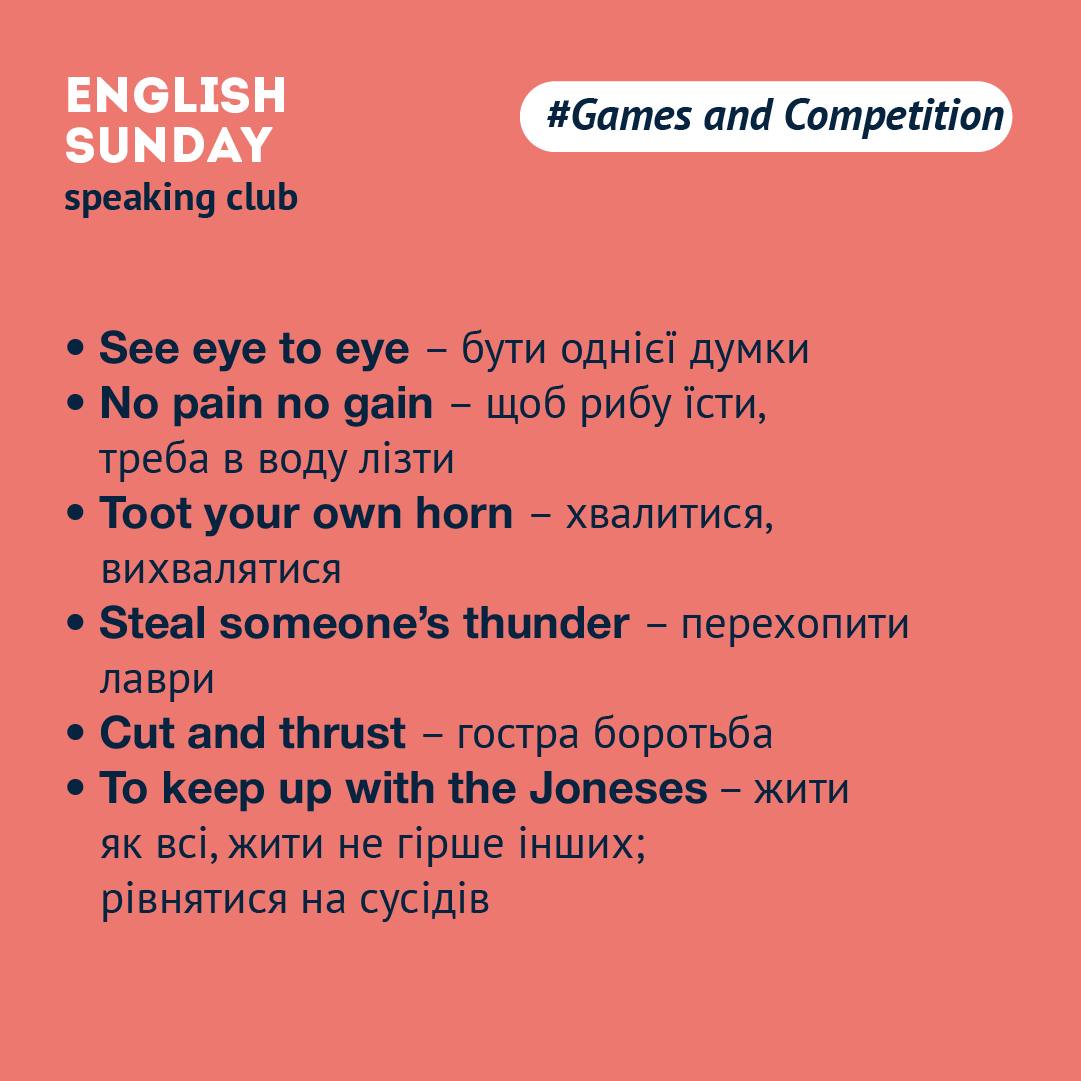 ENGLISH
SUNDAY
speaking club
#Games and Competition
• See eye to eye – бути однієї думки
• No pain no gain – щоб рибу їсти,
треба в воду лізти
• Toot your own horn – хвалитися,
вихвалятися
• Steal someone’s thunder – перехопити
лаври
• Cut and thrust – гостра боротьба
• To keep up with the Joneses – жити
як всі, жити не гірше інших;
рівнятися на сусідів